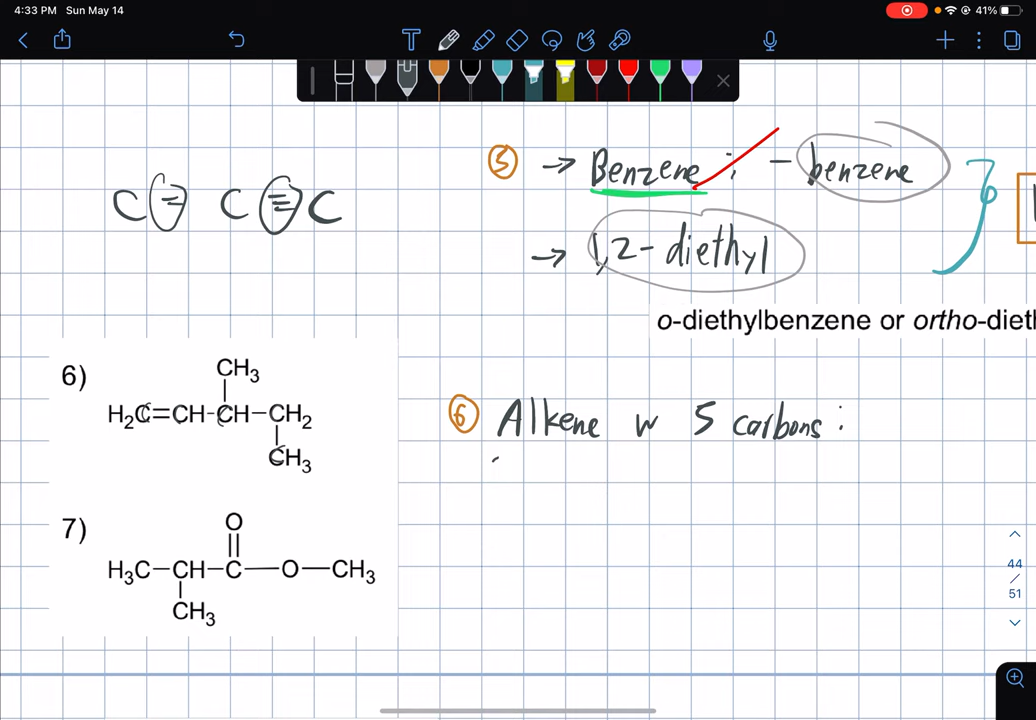 4:33 PM Sun May 14
41%
T
C = C ≡ C
5 → Benzene : - benzene
→ 1,2- diethyl
o-diethylbenzene or ortho-dieth
6)
CH3
H2C=CH-CH-CH2
CH3
6 Alkene w 5 carbons :
7)
O
H3C-CH-C-O-CH3
CH3
44
/
51